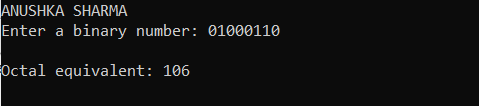 ANUSHKA SHARMA
Enter a binary number: 01000110
Octal equivalent: 106